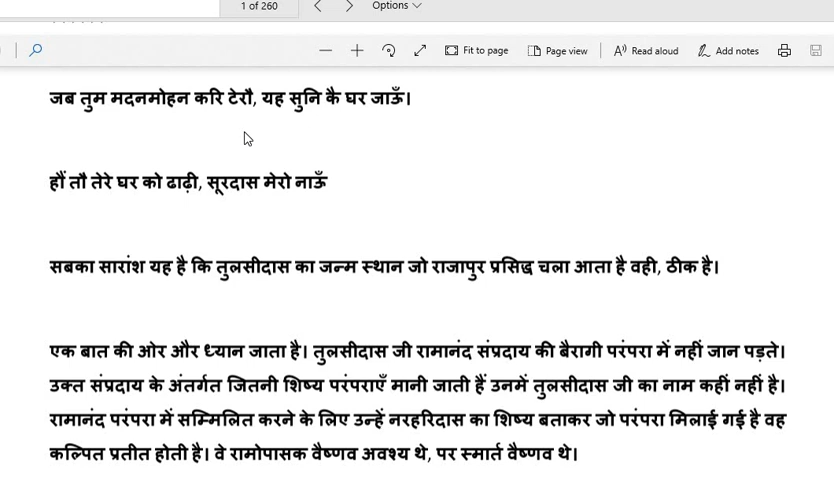 1 of 260 Options
Fit to page Page view Read aloud Add notes
जब तुम मदनमोहन करि टेरौ, यह सुनि कै घर जाऊँ।
हौं तौ तेरे घर को ढाढ़ी, सूरदास मेरो नाऊँ
सबका सारांश यह है कि तुलसीदास का जन्म स्थान जो राजापुर प्रसिद्ध चला आता है वही, ठीक है।
एक बात की ओर और ध्यान जाता है। तुलसीदास जी रामानंद संप्रदाय की बैरागी परंपरा में नहीं जान पड़ते।
उक्त संप्रदाय के अंतर्गत जितनी शिष्य परंपराएँ मानी जाती हैं उनमें तुलसीदास जी का नाम कहीं नहीं है।
रामानंद परंपरा में सम्मिलित करने के लिए उन्हें नरहरिदास का शिष्य बताकर जो परंपरा मिलाई गई है वह
कल्पित प्रतीत होती है। वे रामोपासक वैष्णव अवश्य थे, पर स्मार्त वैष्णव थे।